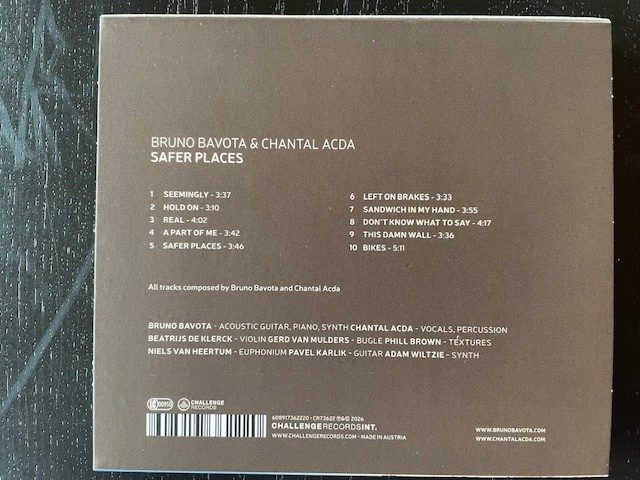 BRUNO BAVOTA & CHANTAL ACDA
SAFER PLACES
1 SEEMINGLY - 3:37
2 HOLD ON - 3:10
3 REAL - 4:02
4 A PART OF ME - 3:42
5 SAFER PLACES - 3:46
6 LEFT ON BRAKES - 3:33
7 SANDWICH IN MY HAND - 3:55
8 DON'T KNOW WHAT TO SAY - 4:17
9 THIS DAMN WALL - 3:36
10 BIKES - 5:11
All tracks composed by Bruno Bavota and Chantal Acda
BRUNO BAVOTA - ACOUSTIC GUITAR, PIANO, SYNTH CHANTAL ACDA - VOCALS, PERCUSSION
BEATRIJS DE KLERCK - VIOLIN GERD VAN MULDERS - BUGLE PHILL BROWN - TEXTURES
NIELS VAN HEERTUM - EUPHONIUM PAVEL KARLIK - GUITAR ADAM WILTZIE - SYNTH
CHALLENGE
RECORDS
608917362220 - CR73622 ℗&© 2026
CHALLENGE RECORDS INT.
WWW.CHALLENGERECORDS.COM - MADE IN AUSTRIA
WWW.BRUNOBAVOTA.COM
WWW.CHANTALACDA.COM